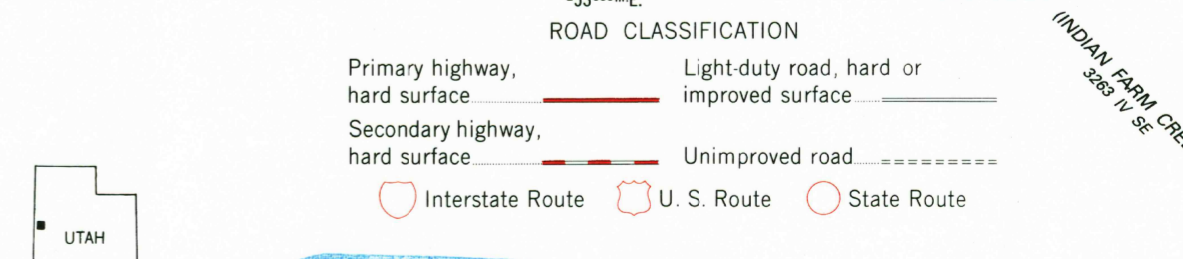 ROAD CLASSIFICATION
Primary highway,
hard surface
Light-duty road, hard or
improved surface
Secondary highway,
hard surface
Unimproved road
Interstate Route
U. S. Route
State Route
(INDIAN FARM CRE
3263 IV SE
UTAH